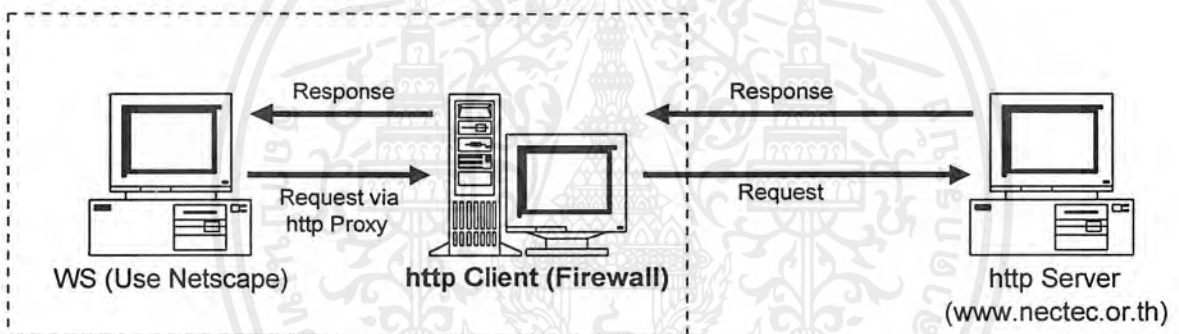 Response
Response
Request via
http Proxy
Request
WS (Use Netscape)
http Client (Firewall)
http Server
(www.nectec.or.th)